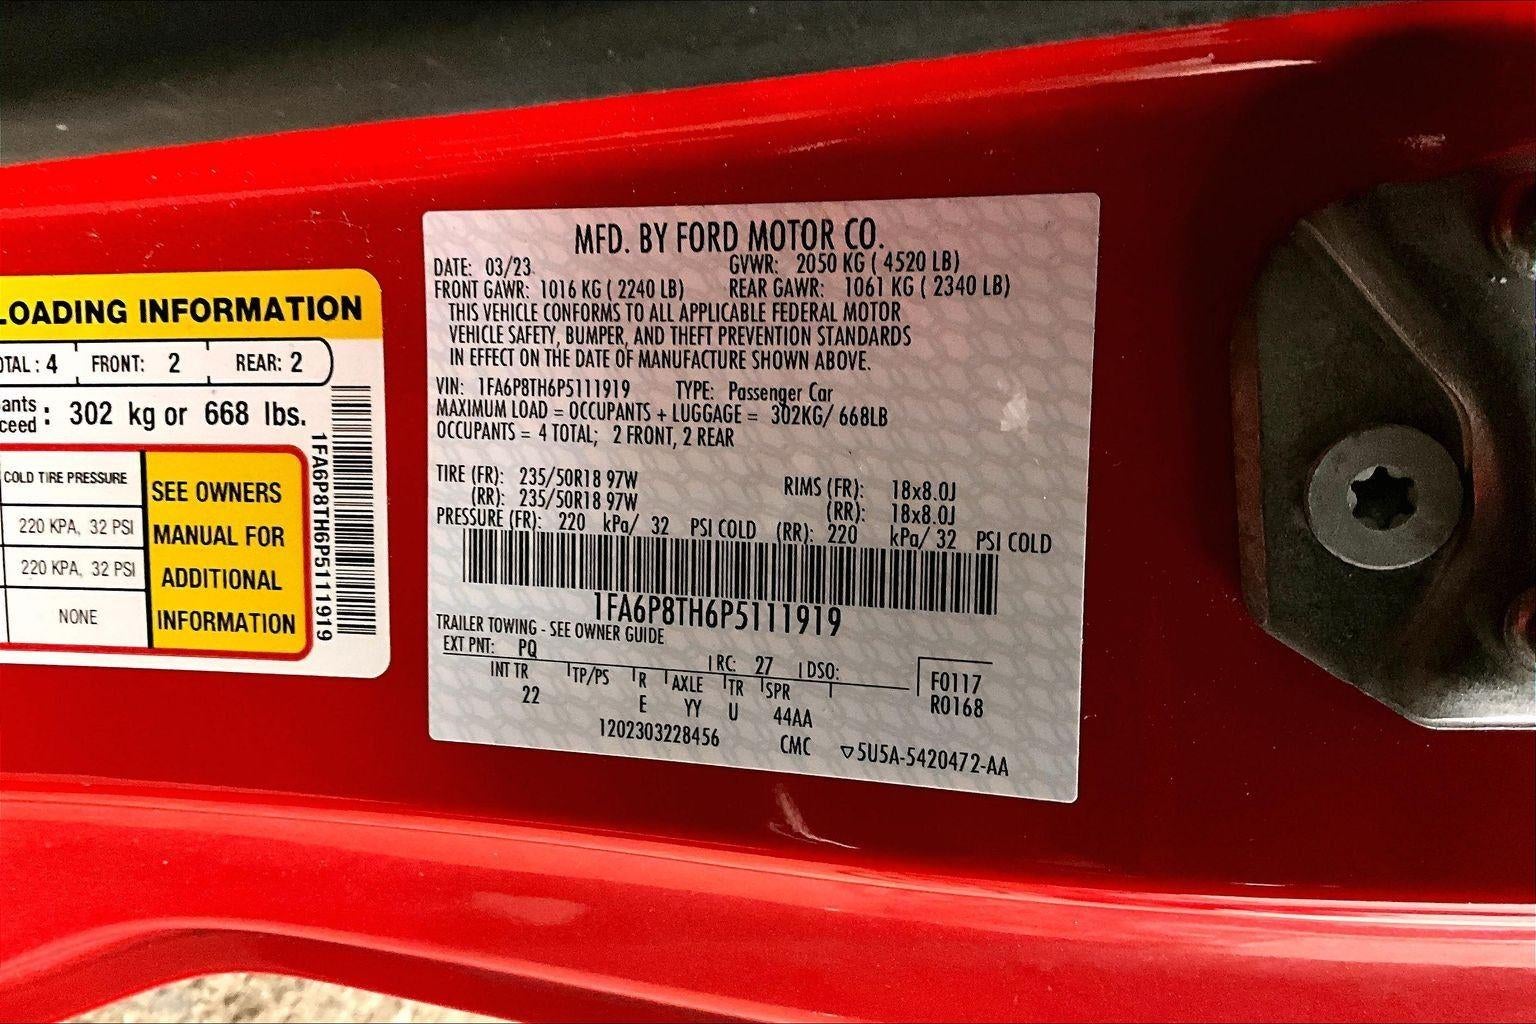 LOADING INFORMATION
OTAL : 4 FRONT: 2 REAR: 2
ants
ceed : 302 kg or 668 lbs.
COLD TIRE PRESSURE
220 KPA, 32 PSI
220 KPA, 32 PSI
NONE
SEE OWNERS
MANUAL FOR
ADDITIONAL
INFORMATION
1FA6P8TH6P5111919
MFD. BY FORD MOTOR CO.
DATE: 03/23 GVWR: 2050 KG ( 4520 LB)
FRONT GAWR: 1016 KG ( 2240 LB) REAR GAWR: 1061 KG ( 2340 LB)
THIS VEHICLE CONFORMS TO ALL APPLICABLE FEDERAL MOTOR
VEHICLE SAFETY, BUMPER, AND THEFT PREVENTION STANDARDS
IN EFFECT ON THE DATE OF MANUFACTURE SHOWN ABOVE.
VIN: 1FA6P8TH6P5111919 TYPE: Passenger Car
MAXIMUM LOAD = OCCUPANTS + LUGGAGE = 302KG/ 668LB
OCCUPANTS = 4 TOTAL; 2 FRONT, 2 REAR
TIRE (FR): 235/50R18 97W RIMS (FR): 18x8.0J
(RR): 235/50R18 97W (RR): 18x8.0J
PRESSURE (FR): 220 kPa/ 32 PSI COLD (RR): 220 kPa/ 32 PSI COLD
1FA6P8TH6P5111919
TRAILER TOWING - SEE OWNER GUIDE
EXT PNT: PQ RC: 27 DSO:
INT TR TP/PS R AXLE TR SPR F0117
22 E YY U 44AA R0168
1202303228456 CMC ▽5U5A-5420472-AA